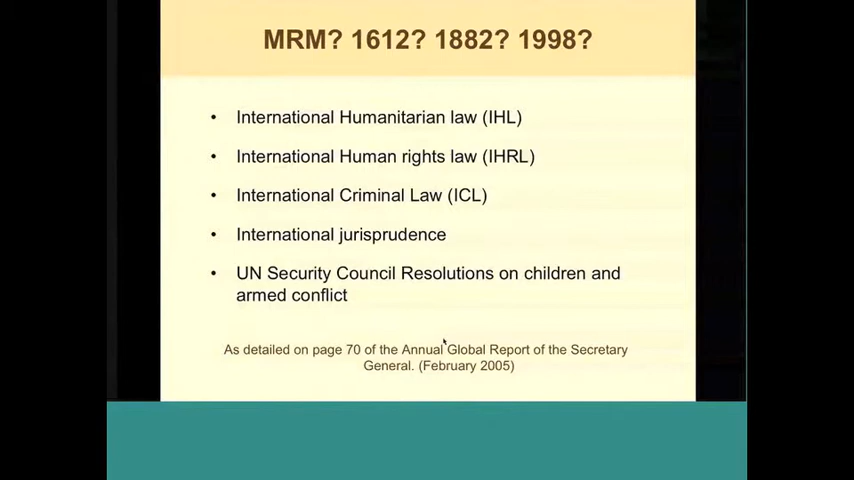 MRM? 1612? 1882? 1998?
• International Humanitarian law (IHL)
• International Human rights law (IHRL)
• International Criminal Law (ICL)
• International jurisprudence
• UN Security Council Resolutions on children and
armed conflict
As detailed on page 70 of the Annual Global Report of the Secretary
General. (February 2005)